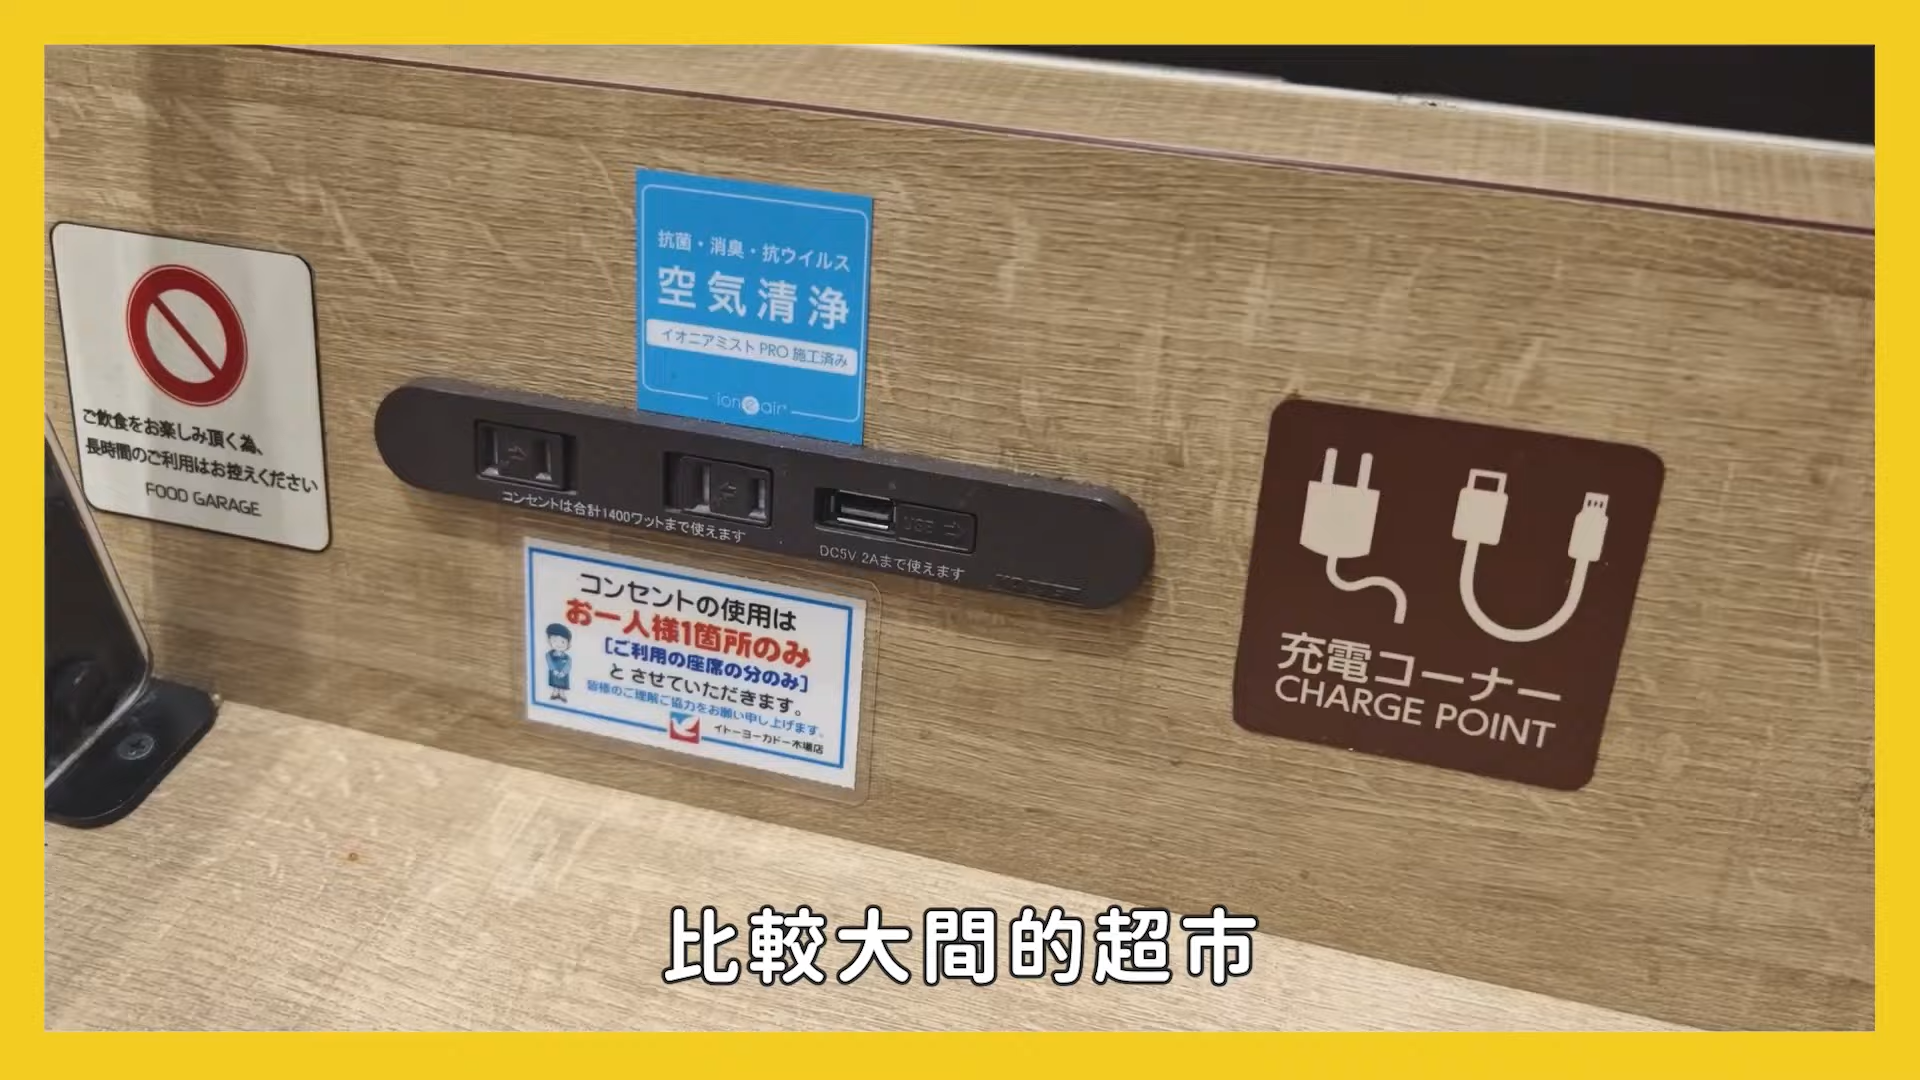 ご飲食をお楽しみ頂く為、
長時間のご利用はお控えください
FOOD GARAGE
抗菌・消臭・抗ウイルス
空気清浄
イオニアミスト PRO 施工済み
ion e air
コンセントは合計1400ワットまで使えます
USB
DC5V 2Aまで使えます
コンセントの使用は
お一人様1箇所のみ
[ご利用の座席の分のみ]
と させていただきます。
皆様のご理解ご協力をお願い申し上げます。
イトーヨーカドー木場店
充電コーナー
CHARGE POINT
比較大間的超市